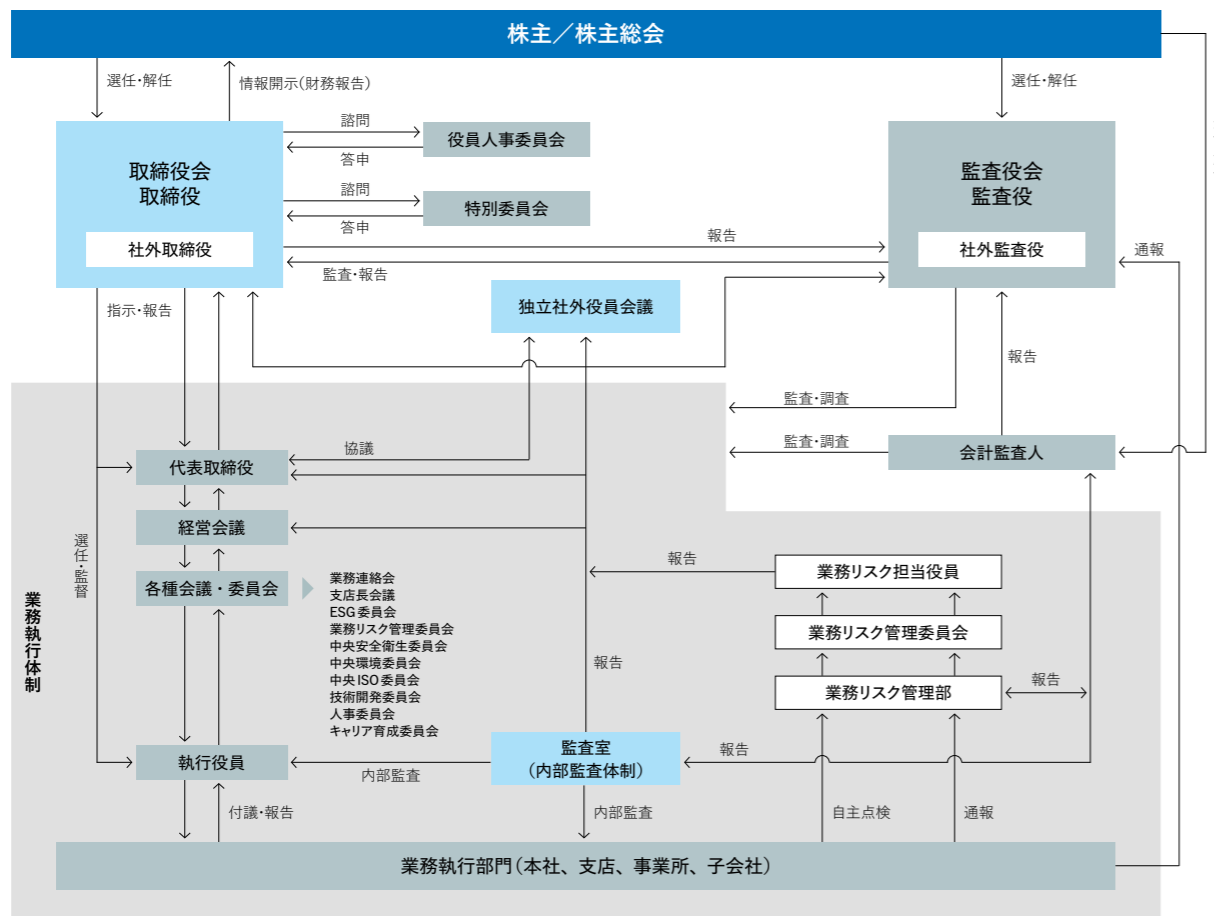 株主／株主総会
選任・解任
情報開示（財務報告）
選任・解任
取締役会
取締役
社外取締役
諮問
答申
役員人事委員会
諮問
答申
特別委員会
監査役会
監査役
社外監査役
報告
監査・報告
通報
指示・報告
独立社外役員会議
報告
監査・調査
監査・調査
会計監査人
協議
代表取締役
経営会議
各種会議・委員会
選任・監督
業務執行体制
業務連絡会
支店長会議
ESG委員会
業務リスク管理委員会
中央安全衛生委員会
中央環境委員会
中央ISO委員会
技術開発委員会
人事委員会
キャリア育成委員会
報告
業務リスク担当役員
業務リスク管理委員会
業務リスク管理部
報告
報告
執行役員
内部監査
監査室
（内部監査体制）
報告
付議・報告
内部監査
自主点検
通報
業務執行部門（本社、支店、事業所、子会社）